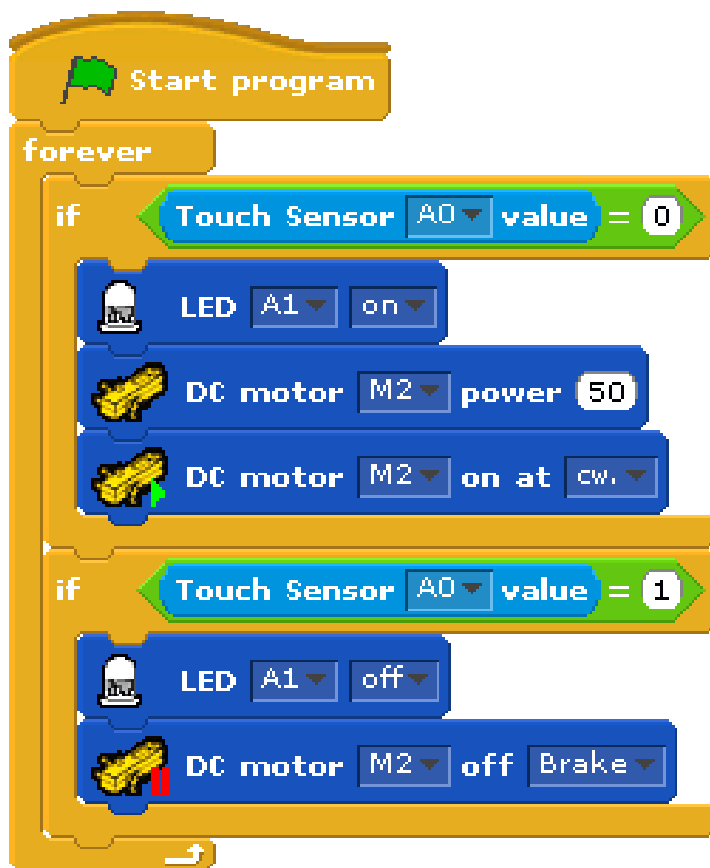 Start program
forever
if Touch Sensor A0 value = 0
LED A1 on
DC motor M2 power 50
DC motor M2 on at cw.
if Touch Sensor A0 value = 1
LED A1 off
DC motor M2 off Brake